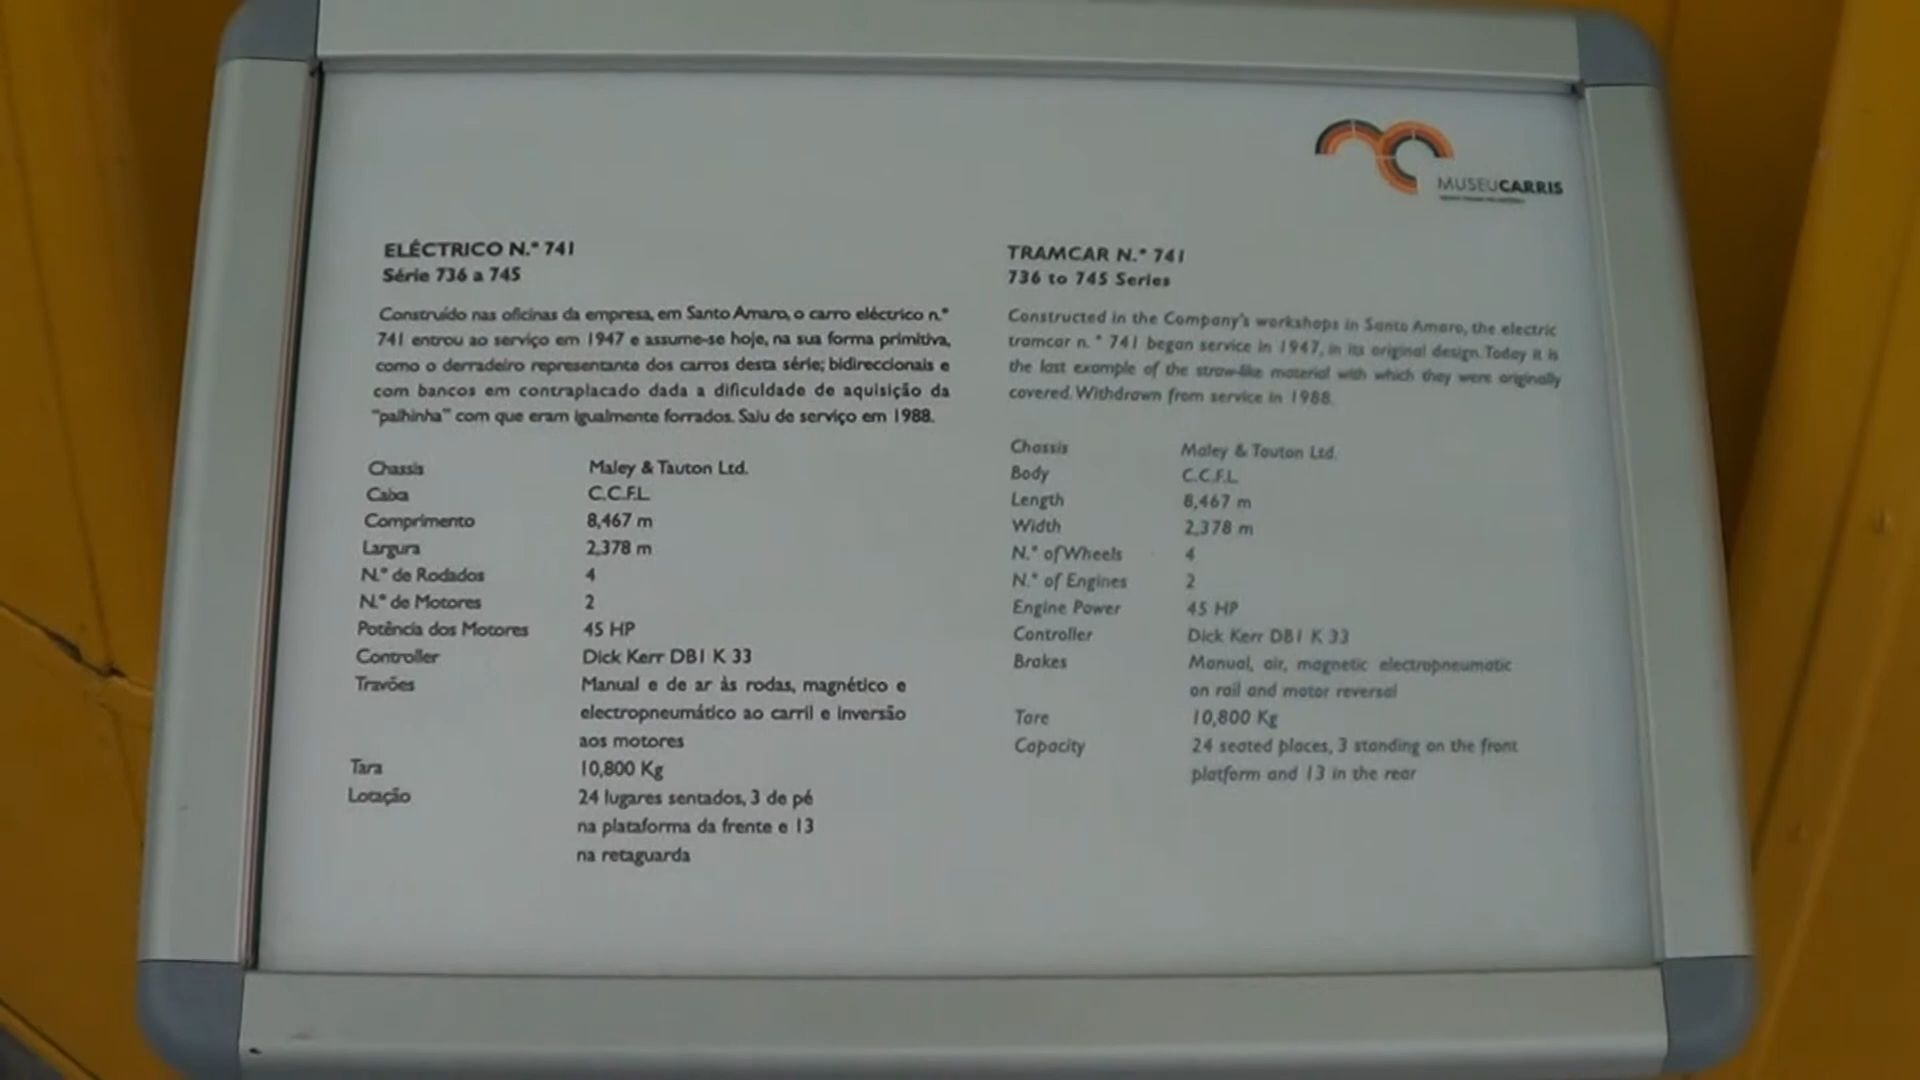 MUSEUCARRIS
ELÉCTRICO N.º 741
Série 736 a 745
Construído nas oficinas da empresa, em Santo Amaro, o carro eléctrico n.º
741 entrou ao serviço em 1947 e assume-se hoje, na sua forma primitiva,
como o derradeiro representante dos carros desta série; bidireccionais e
com bancos em contraplacado dada a dificuldade de aquisição da
"palhinha" com que eram igualmente forrados. Saiu de serviço em 1988.
Chassis Maley & Tauton Ltd.
Caixa C.C.F.L.
Comprimento 8,467 m
Largura 2,378 m
N.º de Rodados 4
N.º de Motores 2
Potência dos Motores 45 HP
Controller Dick Kerr DB1 K 33
Travões Manual e de ar às rodas, magnético e
electropneumático ao carril e inversão
aos motores
Tara 10,800 Kg
Lotação 24 lugares sentados, 3 de pé
na plataforma da frente e 13
na retaguarda
TRAMCAR N.º 741
736 to 745 Series
Constructed in the Company's workshops in Santo Amaro, the electric
tramcar n. º 741 began service in 1947, in its original design. Today it is
the last example of the straw-like material with which they were originally
covered. Withdrawn from service in 1988.
Chassis Maley & Tauton Ltd.
Body C.C.F.L.
Length 8,467 m
Width 2,378 m
N.º of Wheels 4
N.º of Engines 2
Engine Power 45 HP
Controller Dick Kerr DB1 K 33
Brakes Manual, air, magnetic electropneumatic
on rail and motor reversal
Tare 10,800 Kg
Capacity 24 seated places, 3 standing on the front
platform and 13 in the rear